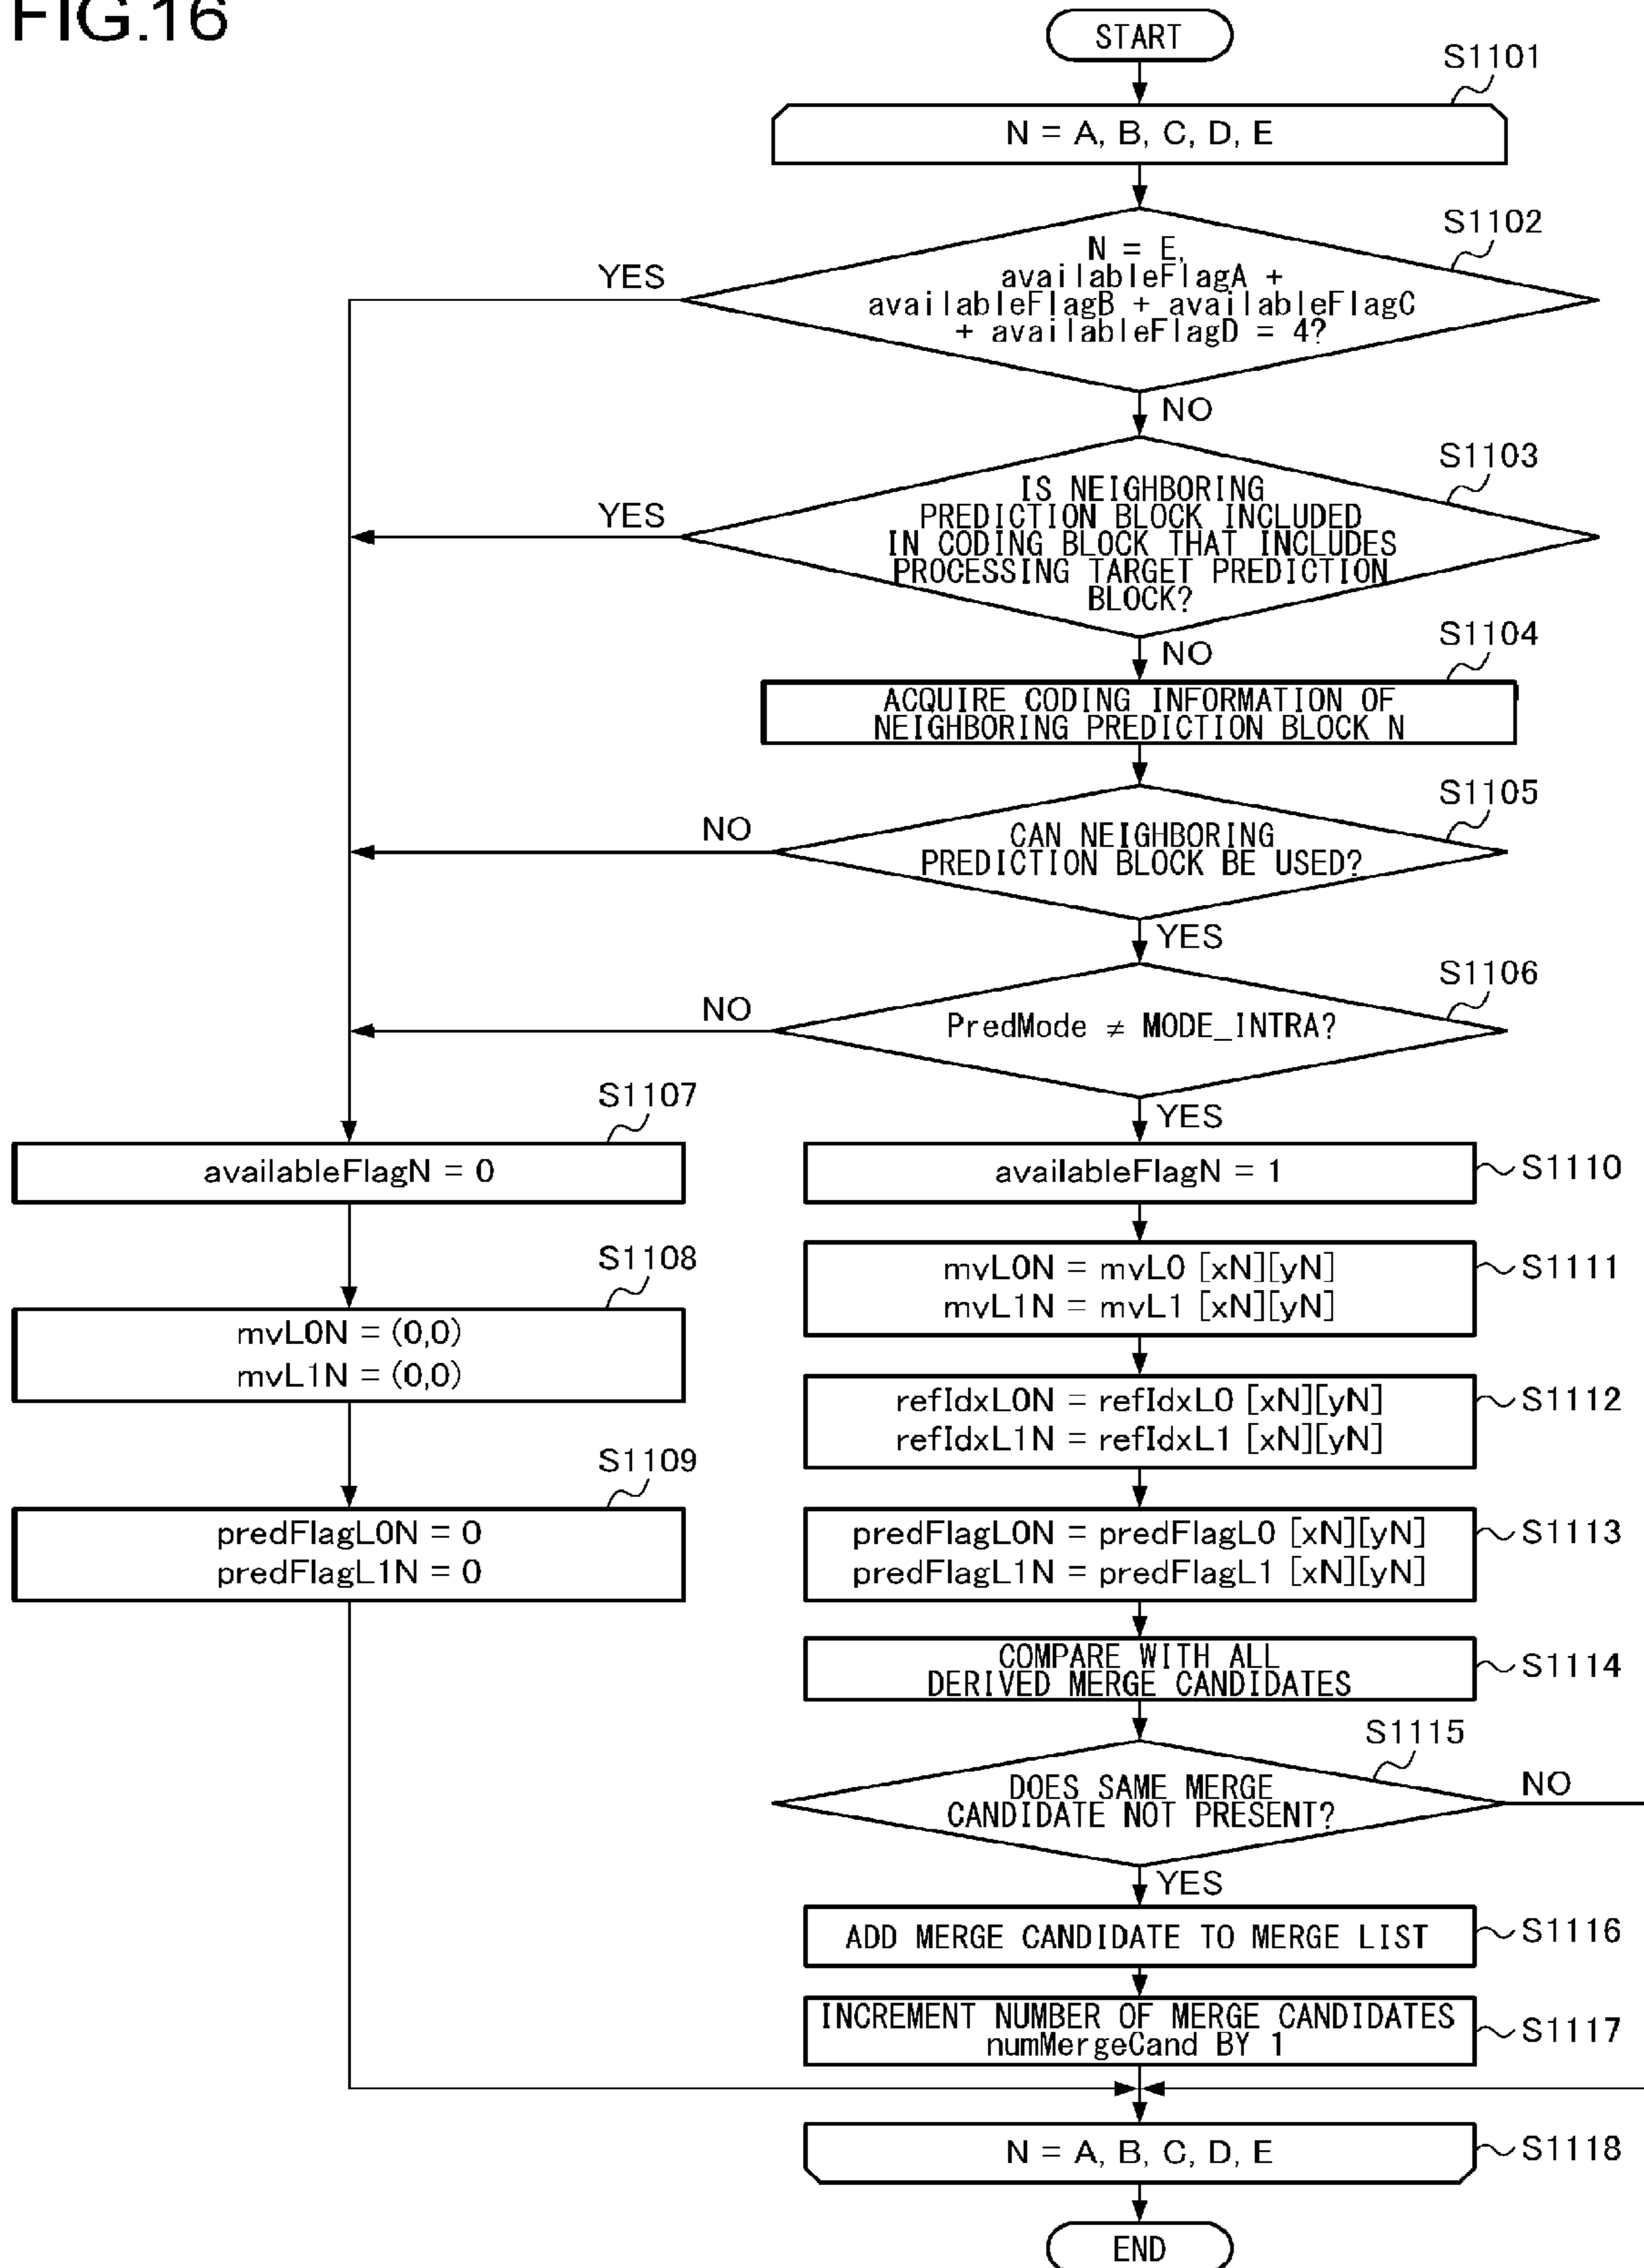 FIG.16
START
S1101
N = A, B, C, D, E
S1102
N = E,
availableFlagA +
availableFlagB + availableFlagC
+ availableFlagD = 4?
YES
NO
S1103
IS NEIGHBORING
PREDICTION BLOCK INCLUDED
IN CODING BLOCK THAT INCLUDES
PROCESSING TARGET PREDICTION
BLOCK?
YES
NO
S1104
ACQUIRE CODING INFORMATION OF
NEIGHBORING PREDICTION BLOCK N
S1105
CAN NEIGHBORING
PREDICTION BLOCK BE USED?
NO
YES
S1106
PredMode ≠ MODE_INTRA?
NO
YES
S1107
availableFlagN = 0
S1108
mvL0N = (0,0)
mvL1N = (0,0)
S1109
predFlagL0N = 0
predFlagL1N = 0
availableFlagN = 1
S1110
mvL0N = mvL0 [xN][yN]
mvL1N = mvL1 [xN][yN]
S1111
refIdxL0N = refIdxL0 [xN][yN]
refIdxL1N = refIdxL1 [xN][yN]
S1112
predFlagL0N = predFlagL0 [xN][yN]
predFlagL1N = predFlagL1 [xN][yN]
S1113
COMPARE WITH ALL
DERIVED MERGE CANDIDATES
S1114
S1115
DOES SAME MERGE
CANDIDATE NOT PRESENT?
NO
YES
ADD MERGE CANDIDATE TO MERGE LIST
S1116
INCREMENT NUMBER OF MERGE CANDIDATES
numMergeCand BY 1
S1117
N = A, B, C, D, E
S1118
END